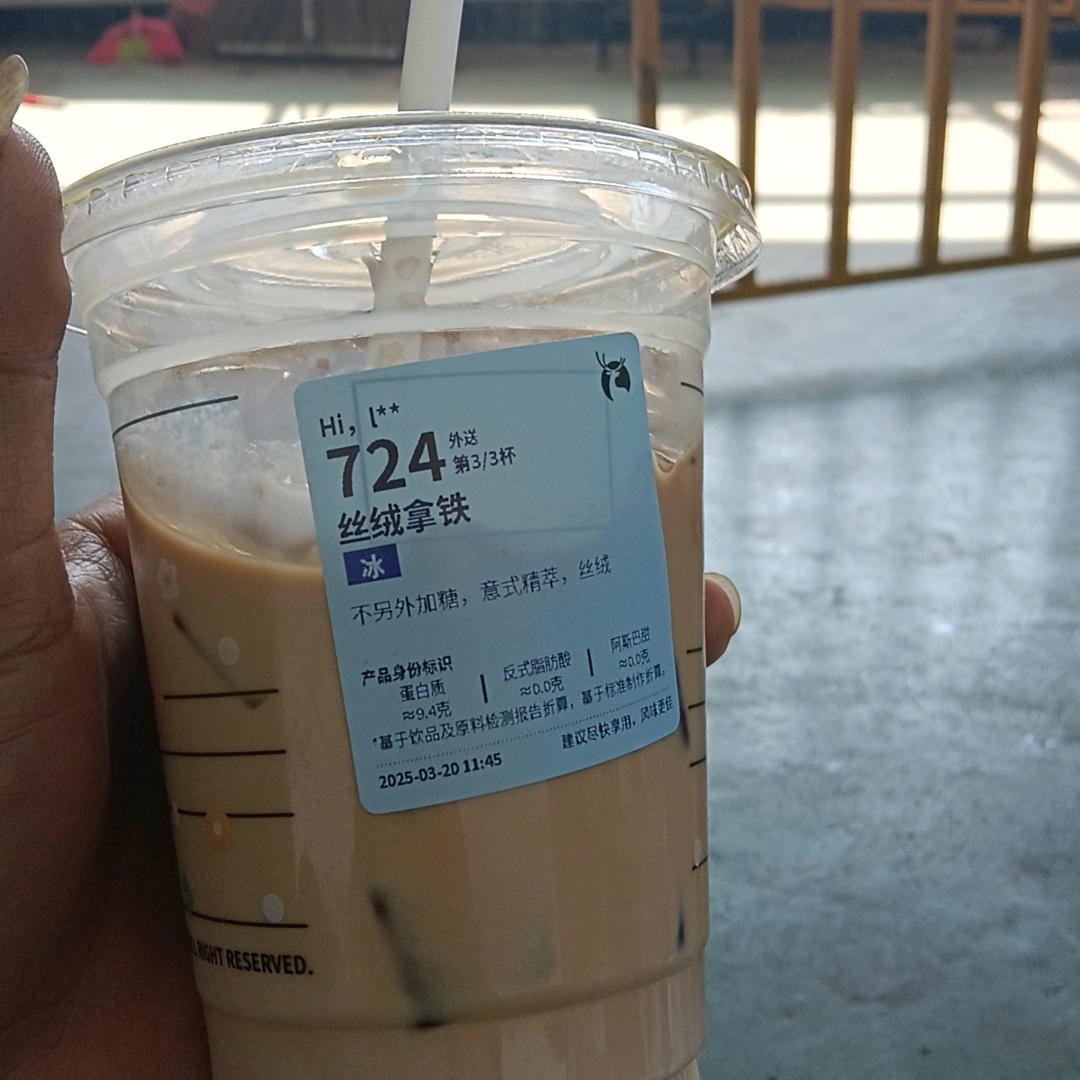 Hi, l**
724 外送
第3/3杯
丝绒拿铁
冰
不另外加糖，意式精萃，丝绒
产品身份标识
蛋白质
≈9.4克
反式脂肪酸
≈0.0克
阿斯巴甜
≈0.0克
*基于饮品及原料检测报告折算，基于标准制作折算。
建议尽快享用，风味更佳
2025-03-20 11:45
RIGHT RESERVED.